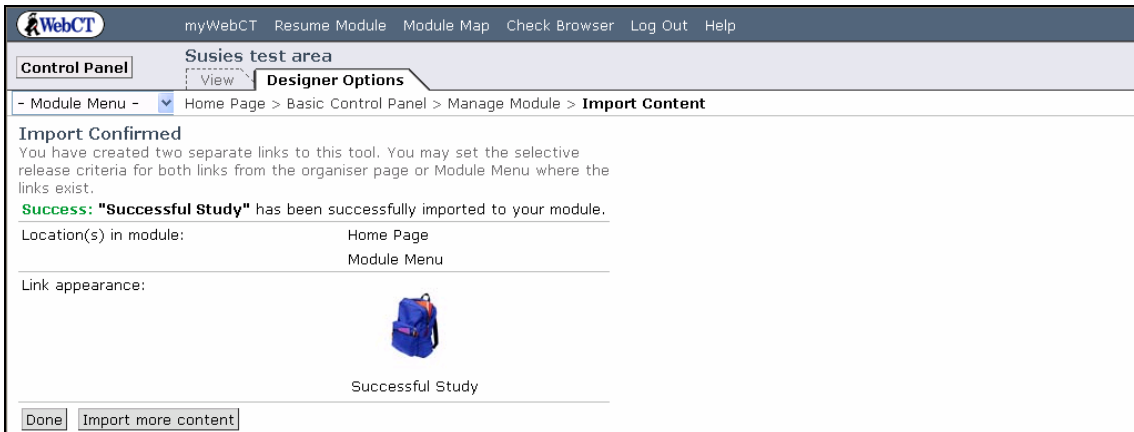 WebCT myWebCT Resume Module Module Map Check Browser Log Out Help
Control Panel
Susies test area
View Designer Options
- Module Menu - Home Page > Basic Control Panel > Manage Module > Import Content
Import Confirmed
You have created two separate links to this tool. You may set the selective
release criteria for both links from the organiser page or Module Menu where the
links exist.
Success: "Successful Study" has been successfully imported to your module.
Location(s) in module: Home Page
Module Menu
Link appearance:
Successful Study
Done Import more content